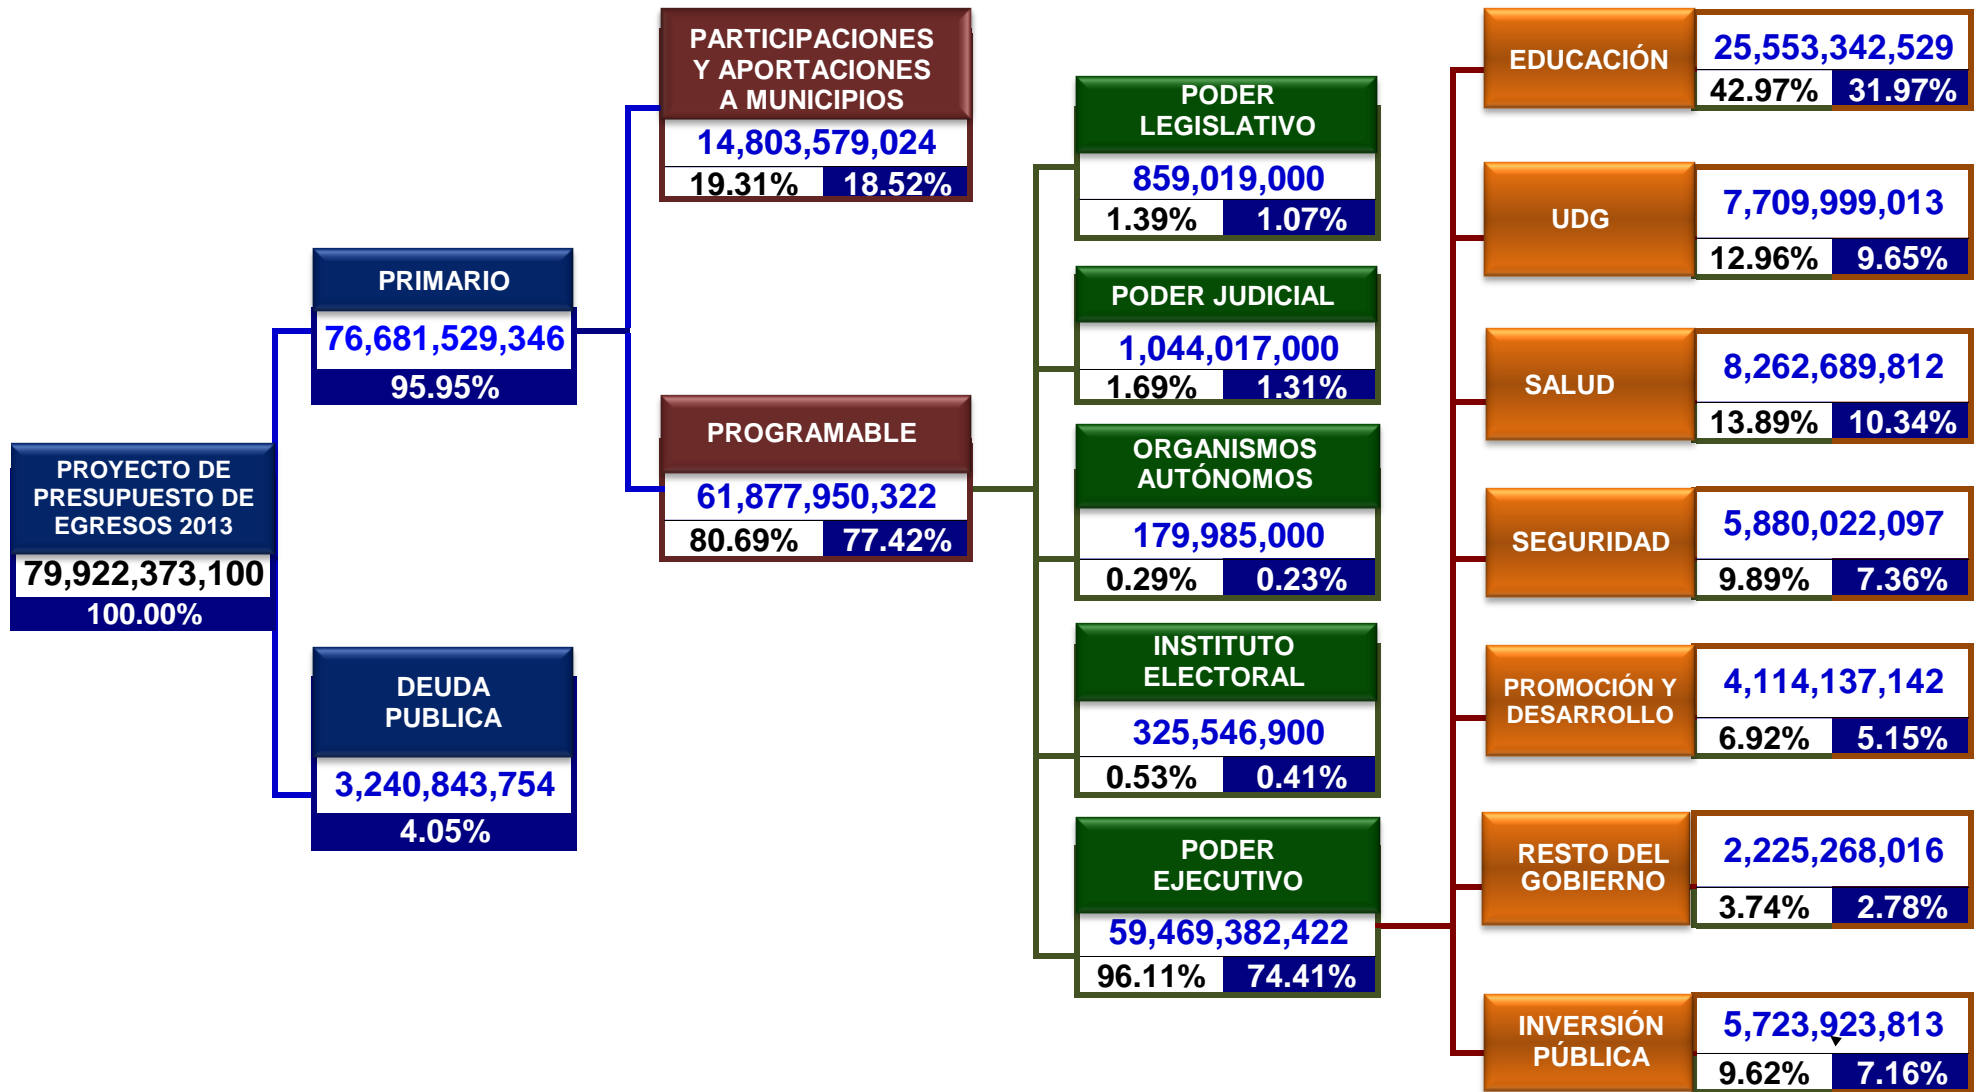 PROYECTO DE
PRESUPUESTO DE
EGRESOS 2013
79,922,373,100
100.00%
PRIMARIO
76,681,529,346
95.95%
DEUDA
PUBLICA
3,240,843,754
4.05%
PARTICIPACIONES
Y APORTACIONES
A MUNICIPIOS
14,803,579,024
19.31% 18.52%
PROGRAMABLE
61,877,950,322
80.69% 77.42%
PODER
LEGISLATIVO
859,019,000
1.39% 1.07%
PODER JUDICIAL
1,044,017,000
1.69% 1.31%
ORGANISMOS
AUTÓNOMOS
179,985,000
0.29% 0.23%
INSTITUTO
ELECTORAL
325,546,900
0.53% 0.41%
PODER
EJECUTIVO
59,469,382,422
96.11% 74.41%
EDUCACIÓN
25,553,342,529
42.97% 31.97%
UDG
7,709,999,013
12.96% 9.65%
SALUD
8,262,689,812
13.89% 10.34%
SEGURIDAD
5,880,022,097
9.89% 7.36%
PROMOCIÓN Y
DESARROLLO
4,114,137,142
6.92% 5.15%
RESTO DEL
GOBIERNO
2,225,268,016
3.74% 2.78%
INVERSIÓN
PÚBLICA
5,723,923,813
9.62% 7.16%